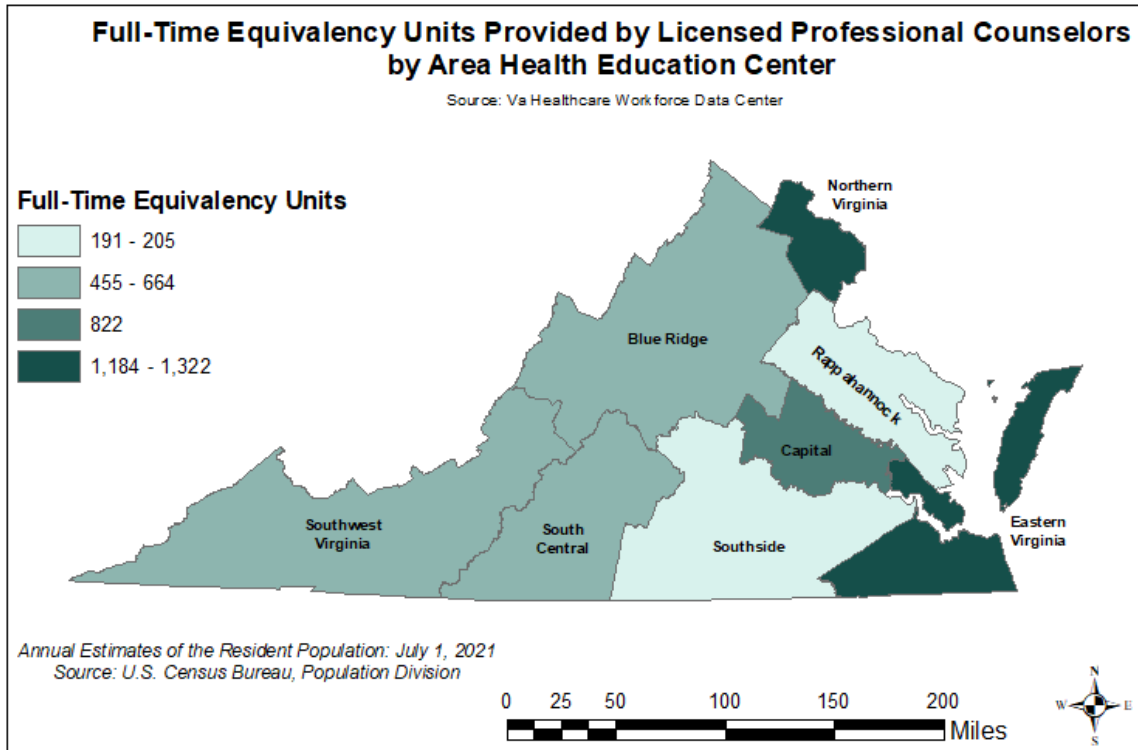 Full-Time Equivalency Units Provided by Licensed Professional Counselors
by Area Health Education Center
Source: Va Healthcare Workforce Data Center
Full-Time Equivalency Units
191 - 205
455 - 664
822
1,184 - 1,322
Northern
Virginia
Blue Ridge
Rappahannock
Capital
Southwest
Virginia
South
Central
Southside
Eastern
Virginia
Annual Estimates of the Resident Population: July 1, 2021
Source: U.S. Census Bureau, Population Division
0 25 50 100 150 200
Miles
N
W E
S